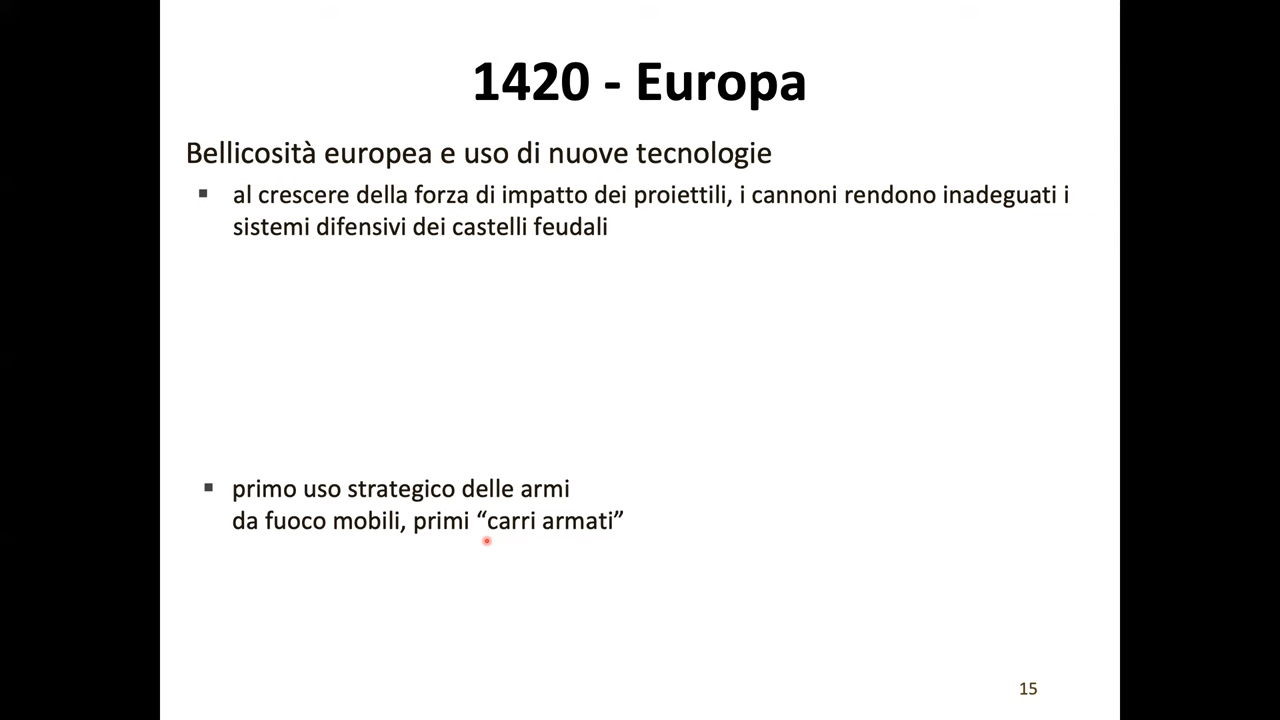 1420 - Europa
Bellicosità europea e uso di nuove tecnologie
▪ al crescere della forza di impatto dei proiettili, i cannoni rendono inadeguati i
sistemi difensivi dei castelli feudali
▪ primo uso strategico delle armi
da fuoco mobili, primi “carri armati”
15